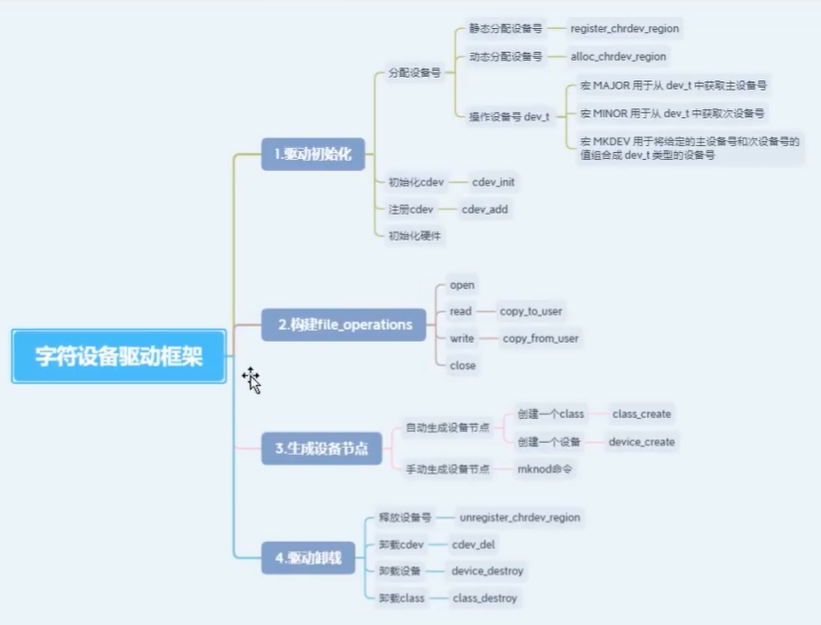 字符设备驱动框架
1.驱动初始化
分配设备号
静态分配设备号
register_chrdev_region
动态分配设备号
alloc_chrdev_region
操作设备号 dev_t
宏 MAJOR 用于从 dev_t 中获取主设备号
宏 MINOR 用于从 dev_t 中获取次设备号
宏 MKDEV 用于将给定的主设备号和次设备号的
值组合成 dev_t 类型的设备号
初始化cdev
cdev_init
注册cdev
cdev_add
初始化硬件
2.构建file_operations
open
read
copy_to_user
write
copy_from_user
close
3.生成设备节点
自动生成设备节点
创建一个class
class_create
创建一个设备
device_create
手动生成设备节点
mknod命令
4.驱动卸载
释放设备号
unregister_chrdev_region
卸载cdev
cdev_del
卸载设备
device_destroy
卸载class
class_destroy